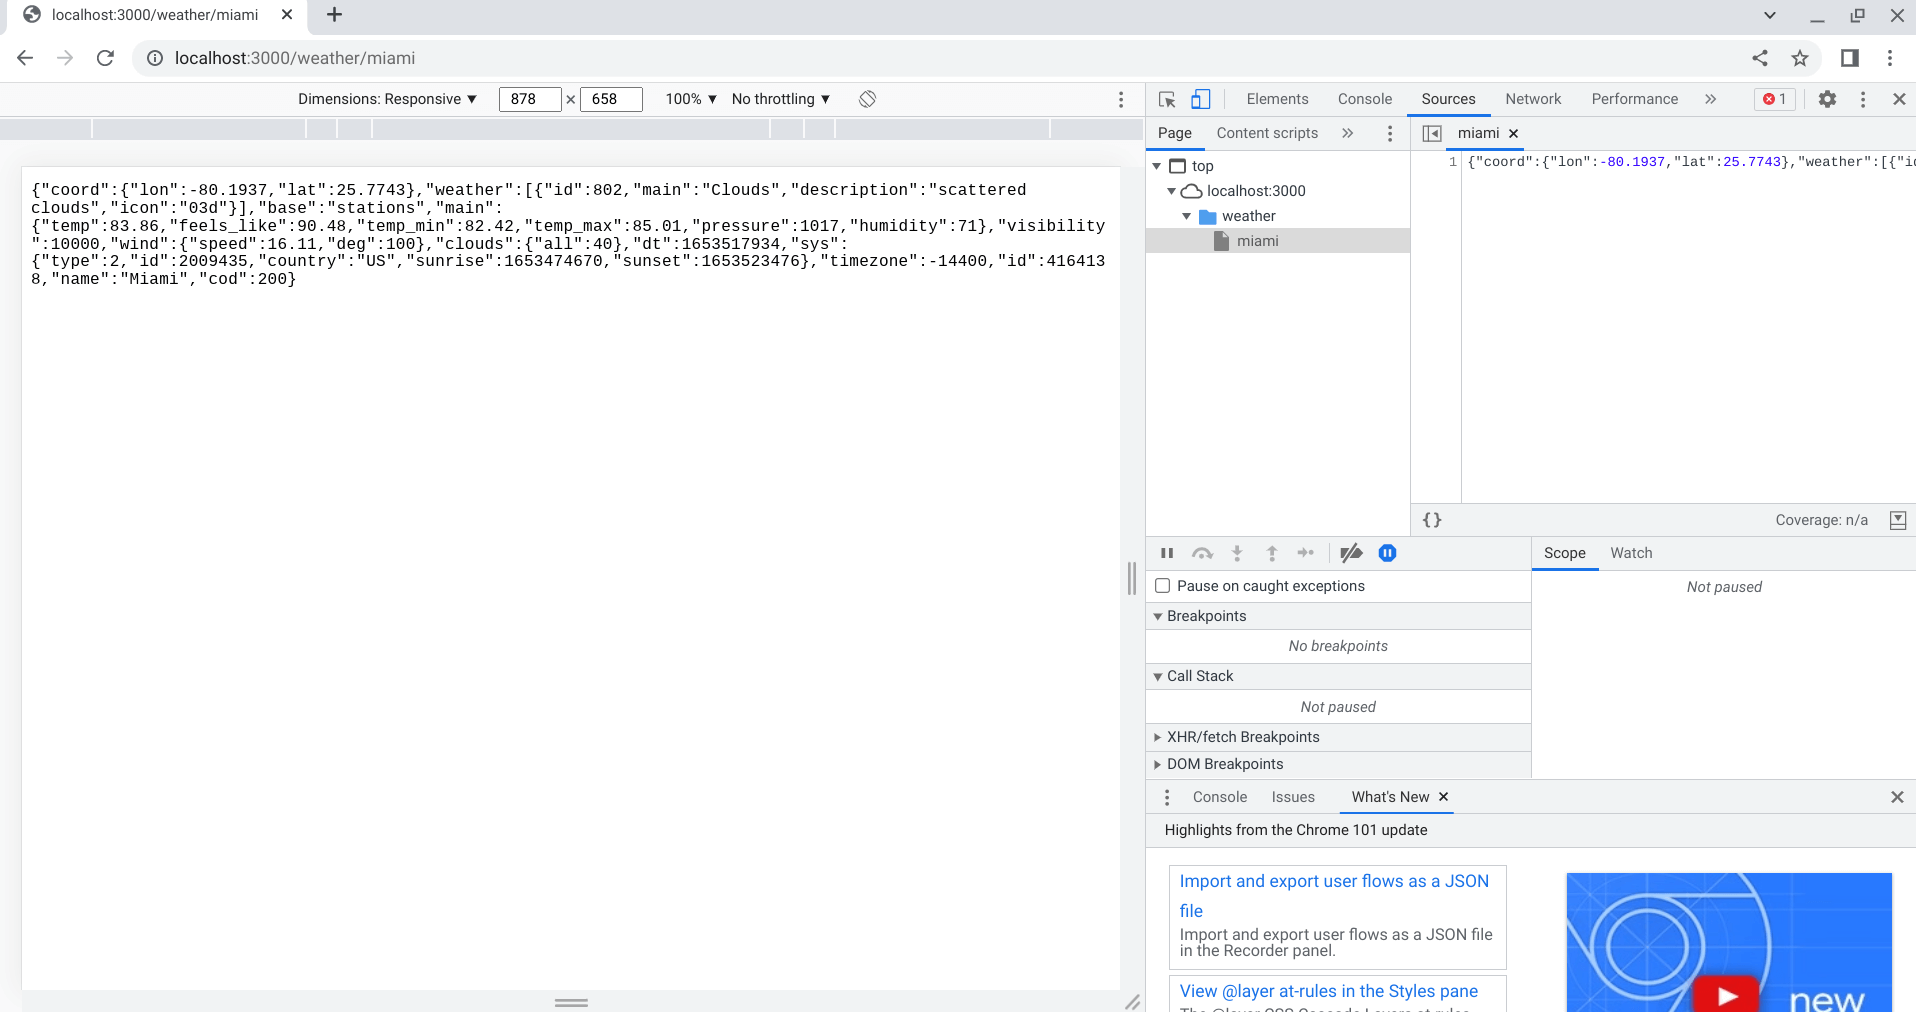 localhost:3000/weather/miami
localhost:3000/weather/miami
Dimensions: Responsive ▼ 878 × 658 100% ▼ No throttling ▼
Elements Console Sources Network Performance » 1
Page Content scripts »
miami ×
{"coord":{"lon":-80.1937,"lat":25.7743},"weather":[{"id":802,"main":"Clouds","description":"scattered
clouds","icon":"03d"}],"base":"stations","main":
{"temp":83.86,"feels_like":90.48,"temp_min":82.42,"temp_max":85.01,"pressure":1017,"humidity":71},"visibility
":10000,"wind":{"speed":16.11,"deg":100},"clouds":{"all":40},"dt":1653517934,"sys":
{"type":2,"id":2009435,"country":"US","sunrise":1653474670,"sunset":1653523476},"timezone":-14400,"id":416413
8,"name":"Miami","cod":200}
top
localhost:3000
weather
miami
1 {"coord":{"lon":-80.1937,"lat":25.7743},"weather":[{"i
{} Coverage: n/a
Pause on caught exceptions
Breakpoints
No breakpoints
Call Stack
Not paused
XHR/fetch Breakpoints
DOM Breakpoints
Scope Watch
Not paused
Console Issues What's New ×
Highlights from the Chrome 101 update
Import and export user flows as a JSON
file
Import and export user flows as a JSON file
in the Recorder panel.
View @layer at-rules in the Styles pane
new